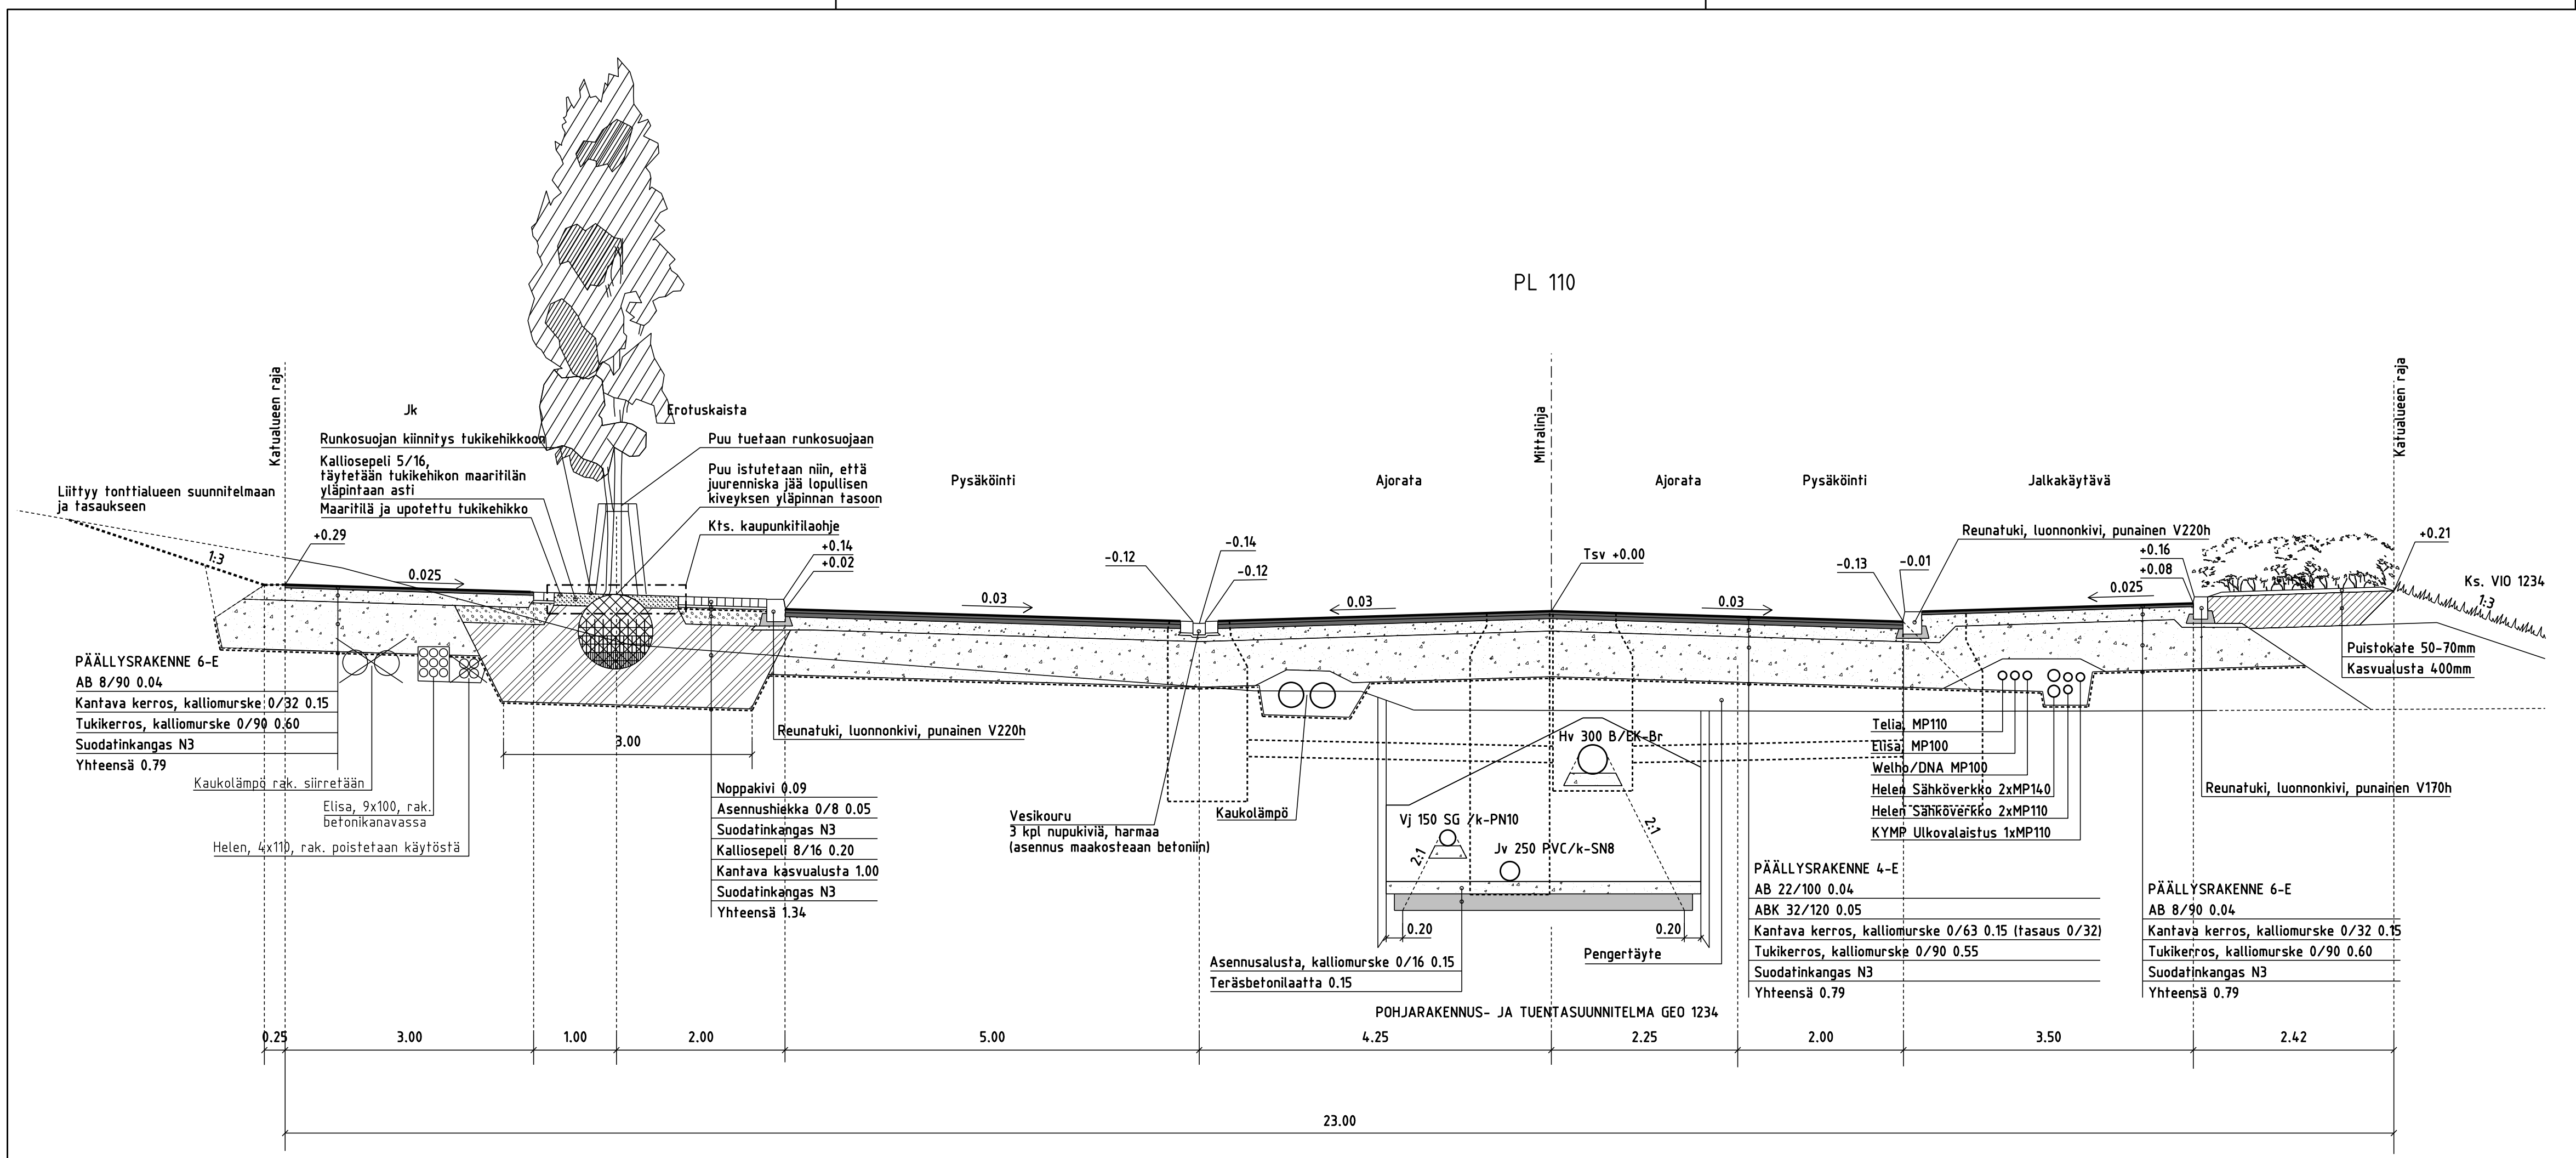 PL 110
Katualueen raja
Jk
Erotuskaista
Mittalinja
Katualueen raja
Runkosuojan kiinnitys tukikehikkoon
Kalliosepeli 5/16,
täytetään tukikehikon maaritilän
yläpintaan asti
Maaritilä ja upotettu tukikehikko
Puu tuetaan runkosuojaan
Puu istutetaan niin, että
juurenniska jää lopullisen
kiveyksen yläpinnan tasoon
Kts. kaupunkitilaohje
Pysäköinti
Ajorata
Ajorata
Pysäköinti
Jalkakäytävä
Liittyy tonttialueen suunnitelmaan
ja tasaukseen
1:3
+0.29
0.025
+0.14
+0.02
0.03
-0.12
-0.14
-0.12
0.03
Tsv +0.00
0.03
-0.13
-0.01
Reunatuki, luonnonkivi, punainen V220h
0.025
+0.16
+0.08
+0.21
Ks. VIO 1234
1:3
Puistokate 50-70mm
Kasvualusta 400mm
PÄÄLLYSRAKENNE 6-E
AB 8/90 0.04
Kantava kerros, kalliomurske 0/32 0.15
Tukikerros, kalliomurske 0/90 0.60
Suodatinkangas N3
Yhteensä 0.79
Kaukolämpö rak. siirretään
Elisa, 9x100, rak.
betonikanavassa
Helen, 4x110, rak. poistetaan käytöstä
3.00
Reunatuki, luonnonkivi, punainen V220h
Noppakivi 0.09
Asennushiekka 0/8 0.05
Suodatinkangas N3
Kalliosepeli 8/16 0.20
Kantava kasvualusta 1.00
Suodatinkangas N3
Yhteensä 1.34
Vesikouru
3 kpl nupukiviä, harmaa
(asennus maakosteaan betoniin)
Kaukolämpö
Hv 300 B/EK-Br
Vj 150 SG /k-PN10
Jv 250 PVC/k-SN8
2:1
2:1
0.20
0.20
Asennusalusta, kalliomurske 0/16 0.15
Teräsbetonilaatta 0.15
Pengertäyte
POHJARAKENNUS- JA TUENTASUUNNITELMA GEO 1234
Telia, MP110
Elisa, MP100
Welho/DNA MP100
Helen Sähköverkko 2xMP140
Helen Sähköverkko 2xMP110
KYMP Ulkovalaistus 1xMP110
Reunatuki, luonnonkivi, punainen V170h
PÄÄLLYSRAKENNE 4-E
AB 22/100 0.04
ABK 32/120 0.05
Kantava kerros, kalliomurske 0/63 0.15 (tasaus 0/32)
Tukikerros, kalliomurske 0/90 0.55
Suodatinkangas N3
Yhteensä 0.79
PÄÄLLYSRAKENNE 6-E
AB 8/90 0.04
Kantava kerros, kalliomurske 0/32 0.15
Tukikerros, kalliomurske 0/90 0.60
Suodatinkangas N3
Yhteensä 0.79
0.25
3.00
1.00
2.00
5.00
4.25
2.25
2.00
3.50
2.42
23.00